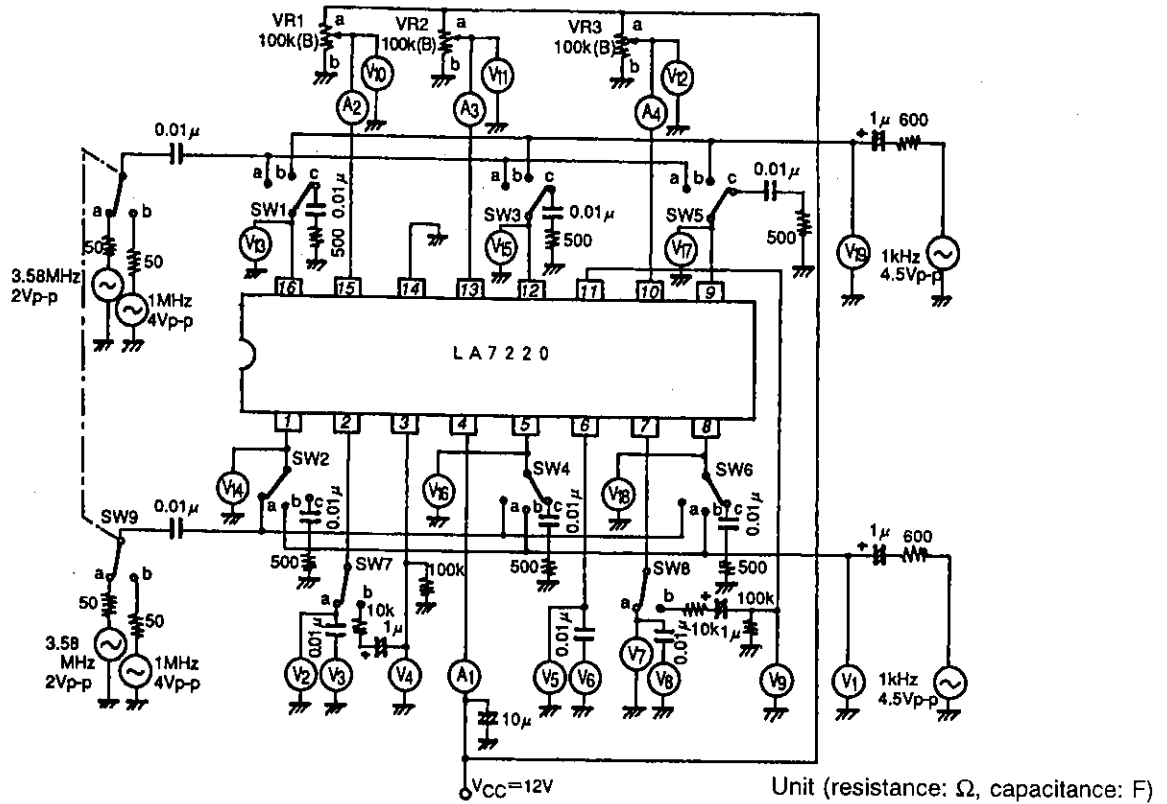 VR1 a
100k(B)
b
V10
A2
VR2 a
100k(B)
b
V11
A3
VR3 a
100k(B)
b
V12
A4
0.01μ
1μ 600
+
a b c
SW1
0.01μ
500
V13
a b c
SW3
0.01μ
500
V15
a b c
SW5
0.01μ
500
V17
V19
1kHz
4.5Vp-p
a b
50
50
3.58MHz
2Vp-p
1MHz
4Vp-p
16 15 14 13 12 11 10 9
LA7220
1 2 3 4 5 6 7 8
SW2
V14
a b c
0.01μ
500
SW4
V16
a b c
0.01μ
500
SW6
V18
a b c
0.01μ
500
SW9
0.01μ
a b
50
50
3.58
MHz
2Vp-p
1MHz
4Vp-p
SW7
a b
0.01μ
10k
+ 1μ
100k
V2 V3 V4
A1
10μ
0.01μ
V5 V6
SW8
a b
+
10k 1μ
100k
0.01μ
V7 V8
V9
V1
1μ 600
+
1kHz
4.5Vp-p
VCC=12V
Unit (resistance: Ω, capacitance: F)